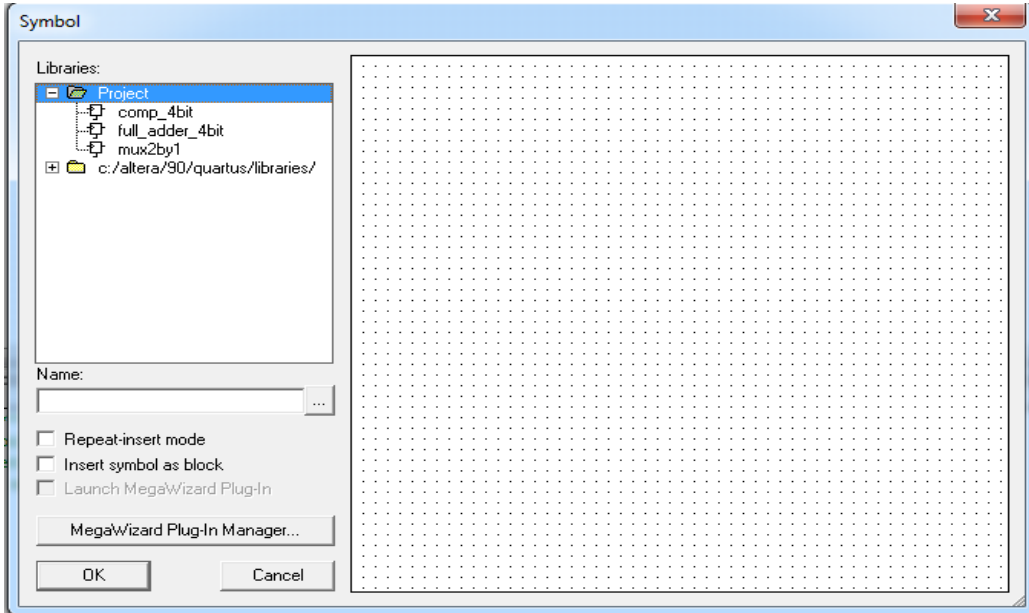 Symbol
Libraries:
Project
comp_4bit
full_adder_4bit
mux2by1
c:/altera/90/quartus/libraries/
Name:
...
Repeat-insert mode
Insert symbol as block
Launch MegaWizard Plug-In
MegaWizard Plug-In Manager...
OK Cancel